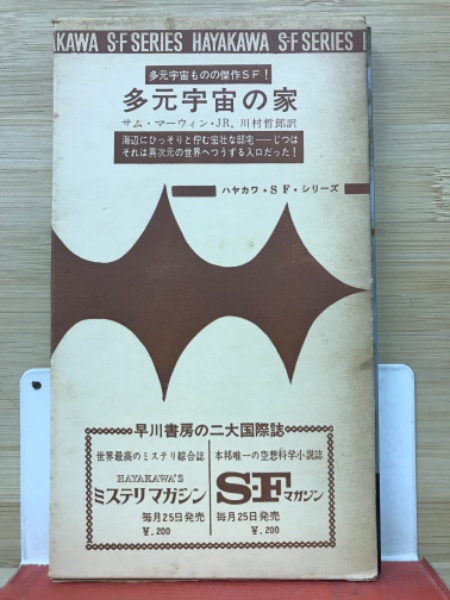 KAWA S·F SERIES HAYAKAWA S·F SERIES
多元宇宙ものの傑作SF!
多元宇宙の家
サム・マーウィン・JR. 川村哲郎訳
海辺にひっそりと佇む宏壮な邸宅――じつは
それは異次元の世界へつうずる入口だった!
ハヤカワ・SF・シリーズ
早川書房の二大国際誌
世界最高のミステリ綜合誌
HAYAKAWA'S
ミステリマガジン
毎月25日発売
¥.200
本邦唯一の空想科学小説誌
S-Fマガジン
毎月25日発売
¥.200